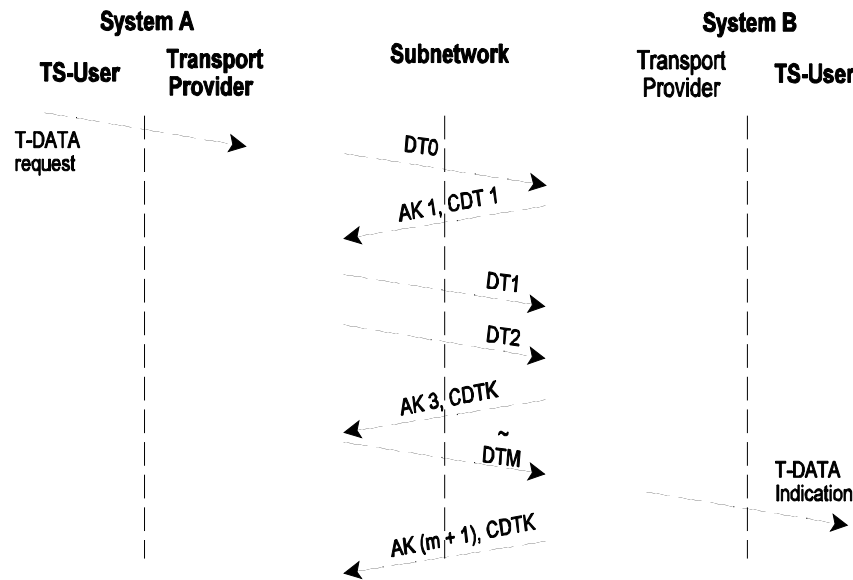 System A
System B
TS-User
Transport
Provider
Subnetwork
Transport
Provider
TS-User
T-DATA
request
DT0
AK 1, CDT 1
DT1
DT2
AK 3, CDTK
~
DTM
T-DATA
Indication
AK (m + 1), CDTK